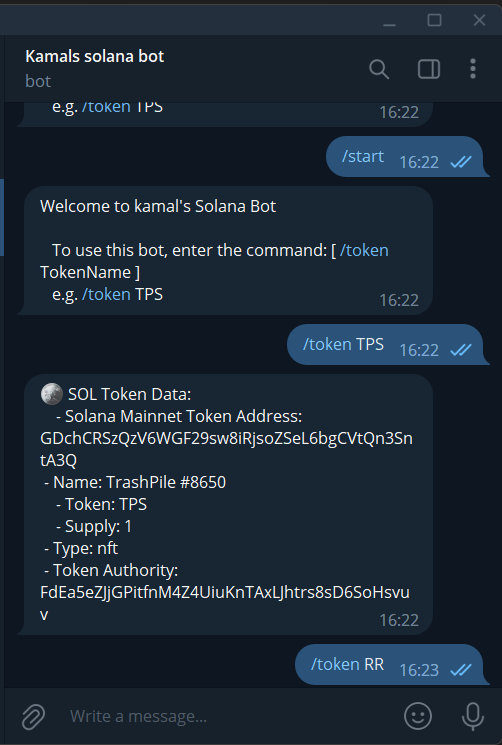 Kamals solana bot
bot
e.g. /token TPS
16:22
/start 16:22
Welcome to kamal's Solana Bot
To use this bot, enter the command: [ /token
TokenName ]
e.g. /token TPS
16:22
/token TPS 16:22
SOL Token Data:
- Solana Mainnet Token Address:
GDchCRSzQzV6WGF29sw8iRjsoZSeL6bgCVtQn3Sn
tA3Q
- Name: TrashPile #8650
- Token: TPS
- Supply: 1
- Type: nft
- Token Authority:
FdEa5eZJjGPitfnM4Z4UiuKnTAxLJhtrs8sD6SoHsvu
v
16:22
/token RR 16:23
Write a message...